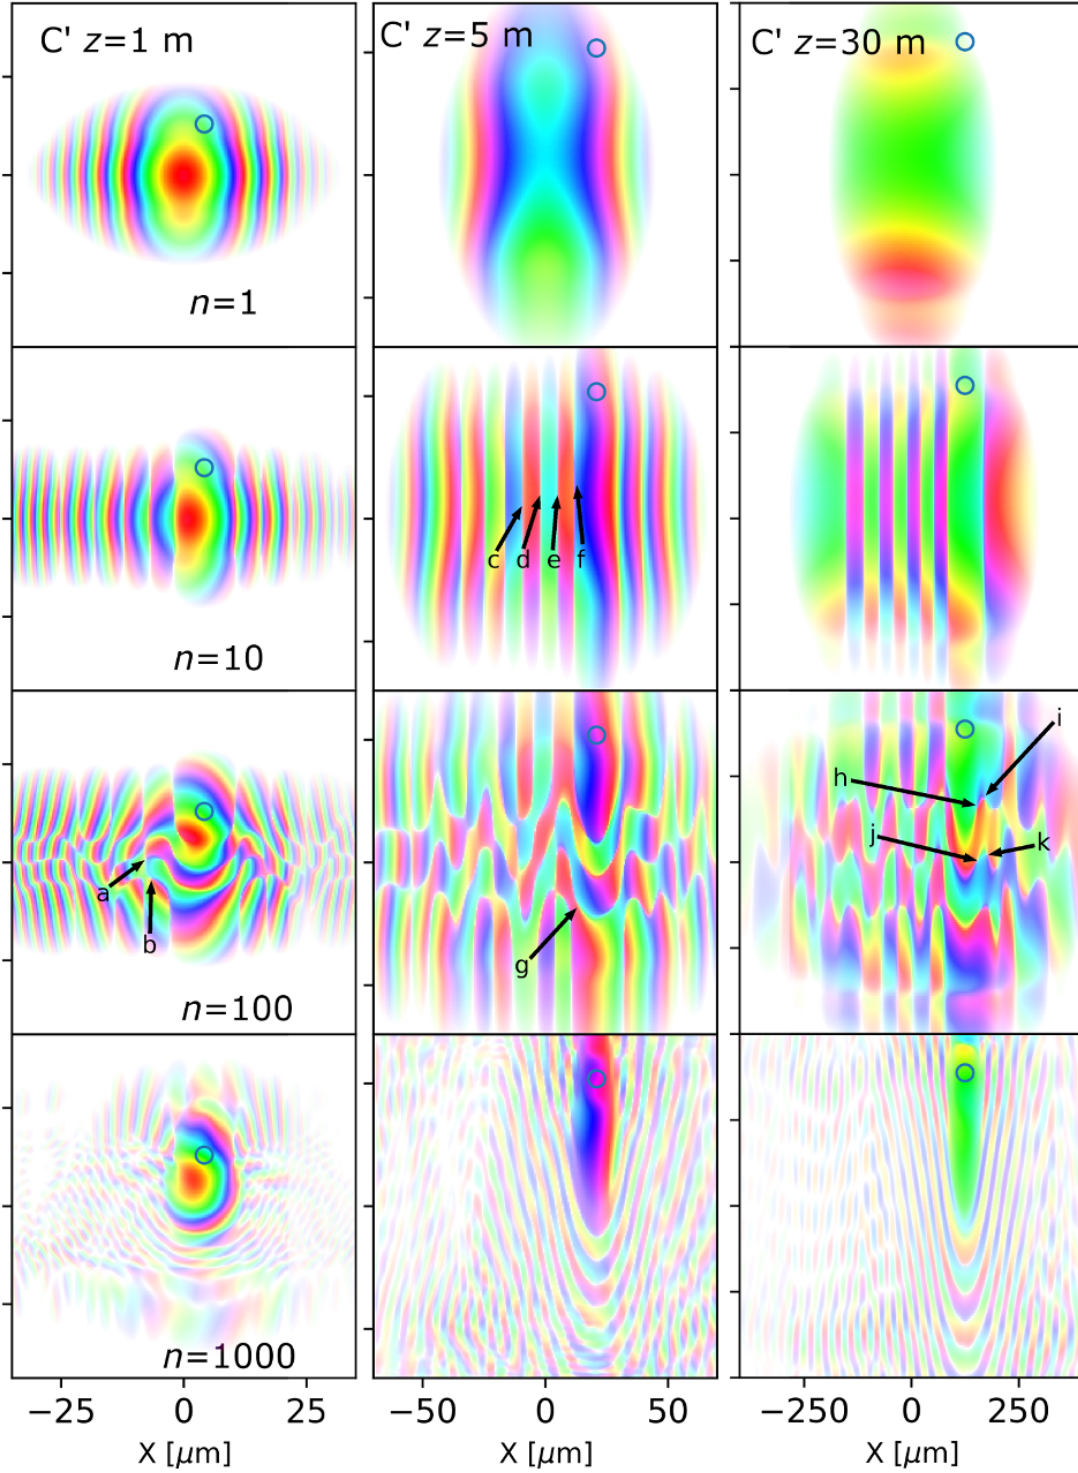 C' z=1 m
C' z=5 m
C' z=30 m
n=1
n=10
c
d
e
f
a
b
g
h
i
j
k
n=100
n=1000
−25
0
25
−50
0
50
−250
0
250
X [μm]
X [μm]
X [μm]